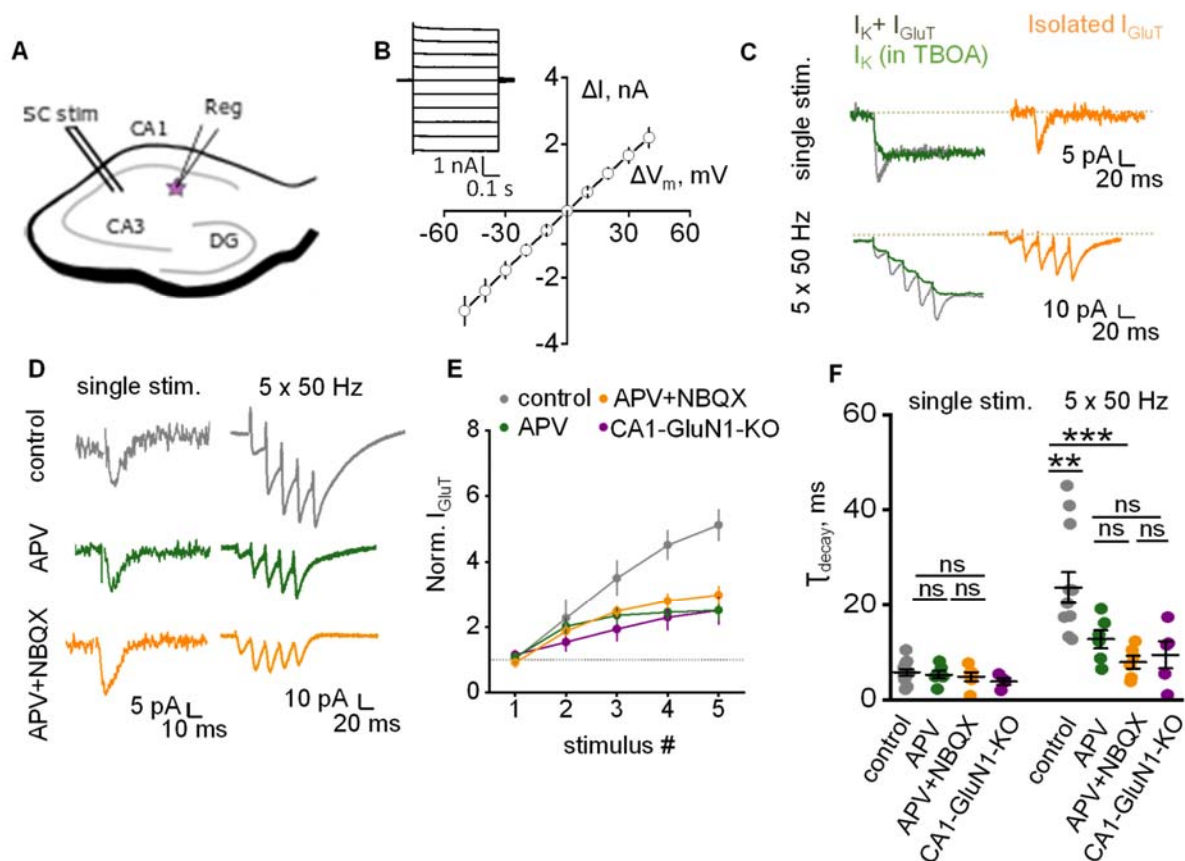 A
SC stim
CA1
Reg
CA3
DG
B
ΔI, nA
ΔVm, mV
1 nA
0.1 s
4
2
-2
-4
-60 -30 30 60
C
IK + IGluT
IK (in TBOA)
Isolated IGluT
single stim.
5 pA
20 ms
5 x 50 Hz
10 pA
20 ms
D
single stim.
5 x 50 Hz
control
APV
APV+NBQX
5 pA
10 ms
10 pA
20 ms
E
control APV+NBQX
APV CA1-GluN1-KO
Norm. IGluT
8
6
4
2
0
1 2 3 4 5
stimulus #
F
single stim. 5 x 50 Hz
τdecay, ms
60
40
20
0
***
**
ns
ns ns
ns
ns ns
control
APV
APV+NBQX
CA1-GluN1-KO
control
APV
APV+NBQX
CA1-GluN1-KO